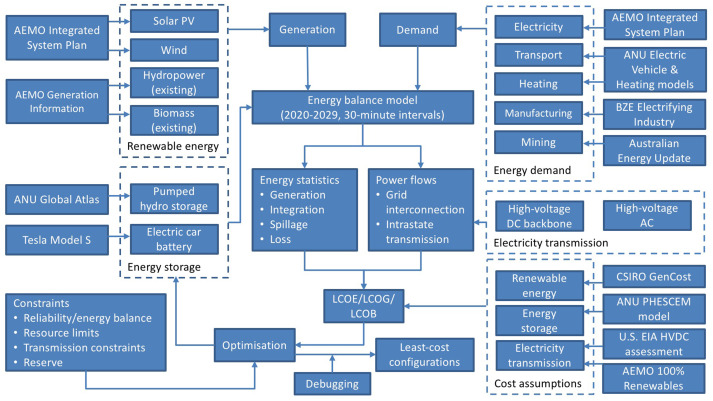 AEMO Integrated
System Plan
AEMO Generation
Information
Solar PV
Wind
Hydropower
(existing)
Biomass
(existing)
Renewable energy
Generation
Demand
Energy balance model
(2020-2029, 30-minute intervals)
Electricity
Transport
Heating
Manufacturing
Mining
Energy demand
AEMO Integrated
System Plan
ANU Electric
Vehicle &
Heating models
BZE Electrifying
Industry
Australian
Energy Update
ANU Global Atlas
Tesla Model S
Pumped
hydro storage
Electric car
battery
Energy storage
Energy statistics
• Generation
• Integration
• Spillage
• Loss
Power flows
• Grid
interconnection
• Intrastate
transmission
High-voltage
DC backbone
High-voltage
AC
Electricity transmission
LCOE/LCOG/
LCOB
Renewable
energy
Energy
storage
Electricity
transmission
Cost assumptions
CSIRO GenCost
ANU PHESCEM
model
U.S. EIA HVDC
assessment
AEMO 100%
Renewables
Constraints
• Reliability/energy balance
• Resource limits
• Transmission constraints
• Reserve
Optimisation
Least-cost
configurations
Debugging